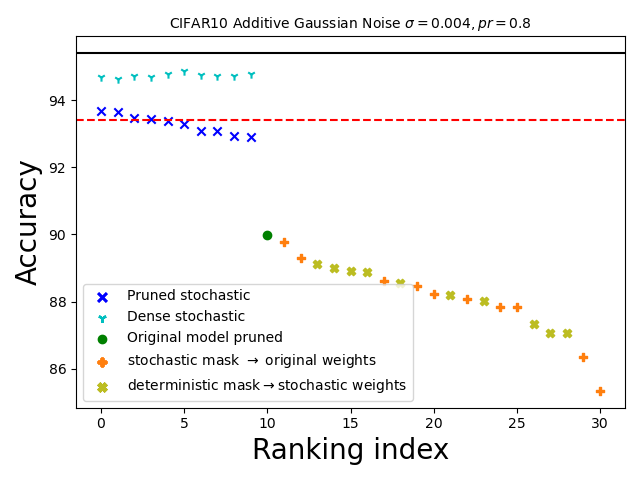 CIFAR10 Additive Gaussian Noise σ = 0.004, pr = 0.8
Accuracy
94
92
90
88
86
Pruned stochastic
Dense stochastic
Original model pruned
stochastic mask → original weights
deterministic mask→stochastic weights
0 5 10 15 20 25 30
Ranking index